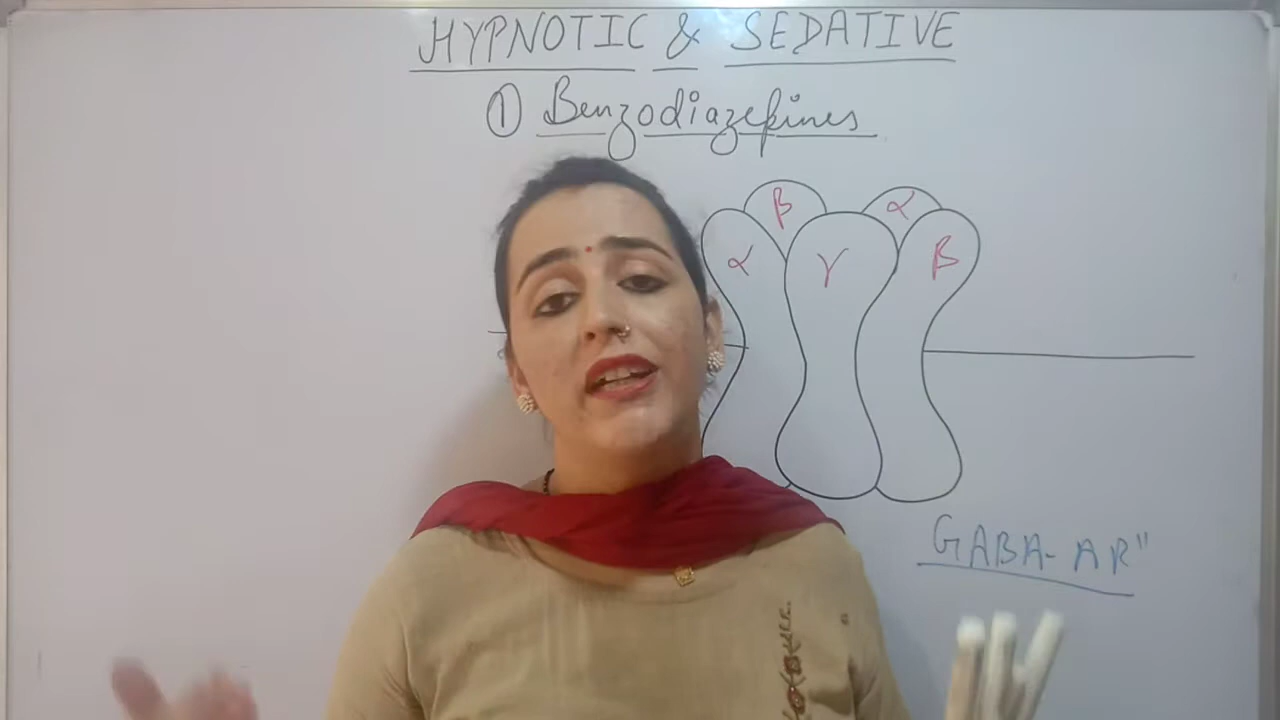 HYPNOTIC & SEDATIVE
① Benzodiazepines
β α
α γ β
GABA-AR"